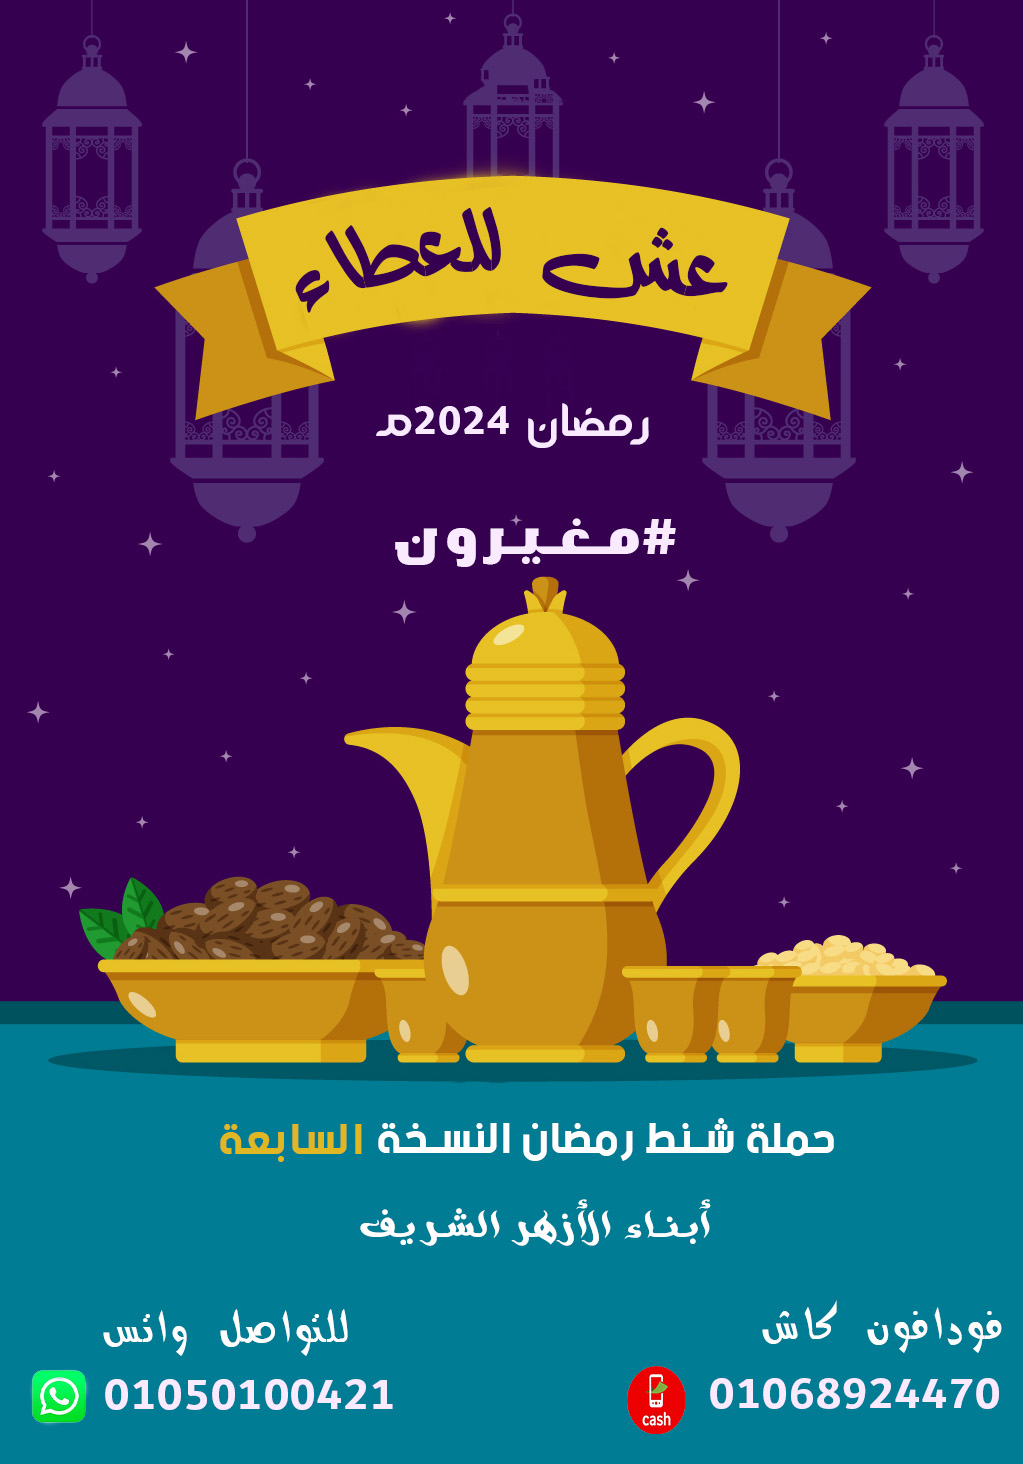 عش للعطاء
رمضان 2024م
#مغيرون
حملة شنط رمضان النسخة السابعة
أبناء الأزهر الشريف
فودافون كاش
01068924470
cash
للتواصل واتس
01050100421